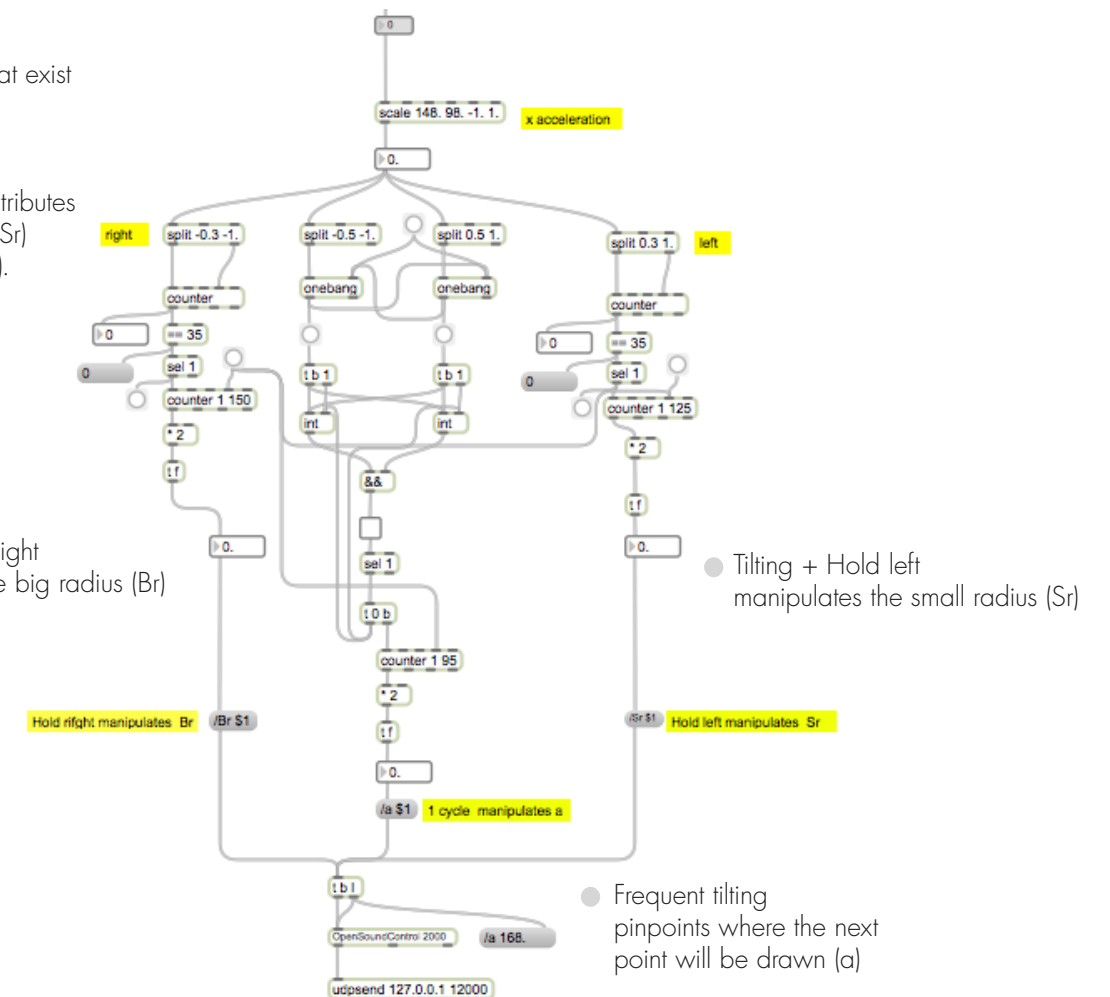 0
at exist
scale 148. 98. -1. 1.
x acceleration
0.
tributes
Sr)
).
right
split -0.3 -1.
split -0.5 -1.
split 0.5 1.
split 0.3 1.
left
onebang
onebang
counter
counter
0
== 35
0
== 35
0
sel 1
t b 1
t b 1
0
sel 1
counter 1 150
int
int
counter 1 125
* 2
* 2
t f
&&
t f
ight
e big radius (Br)
0.
0.
sel 1
Tilting + Hold left
manipulates the small radius (Sr)
t 0 b
counter 1 95
* 2
Hold rifght manipulates Br
/Br $1
/Sr $1
Hold left manipulates Sr
t f
0.
/a $1
1 cycle manipulates a
t b l
Frequent tilting
pinpoints where the next
point will be drawn (a)
OpenSoundControl 2000
/a 168.
udpsend 127.0.0.1 12000